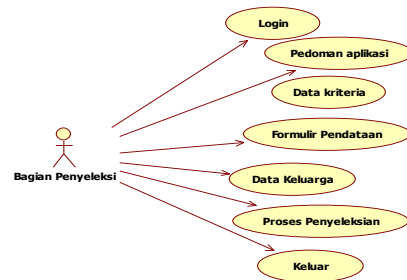 Login
Pedoman aplikasi
Data kriteria
Formulir Pendataan
Bagian Penyeleksi
Data Keluarga
Proses Penyeleksian
Keluar